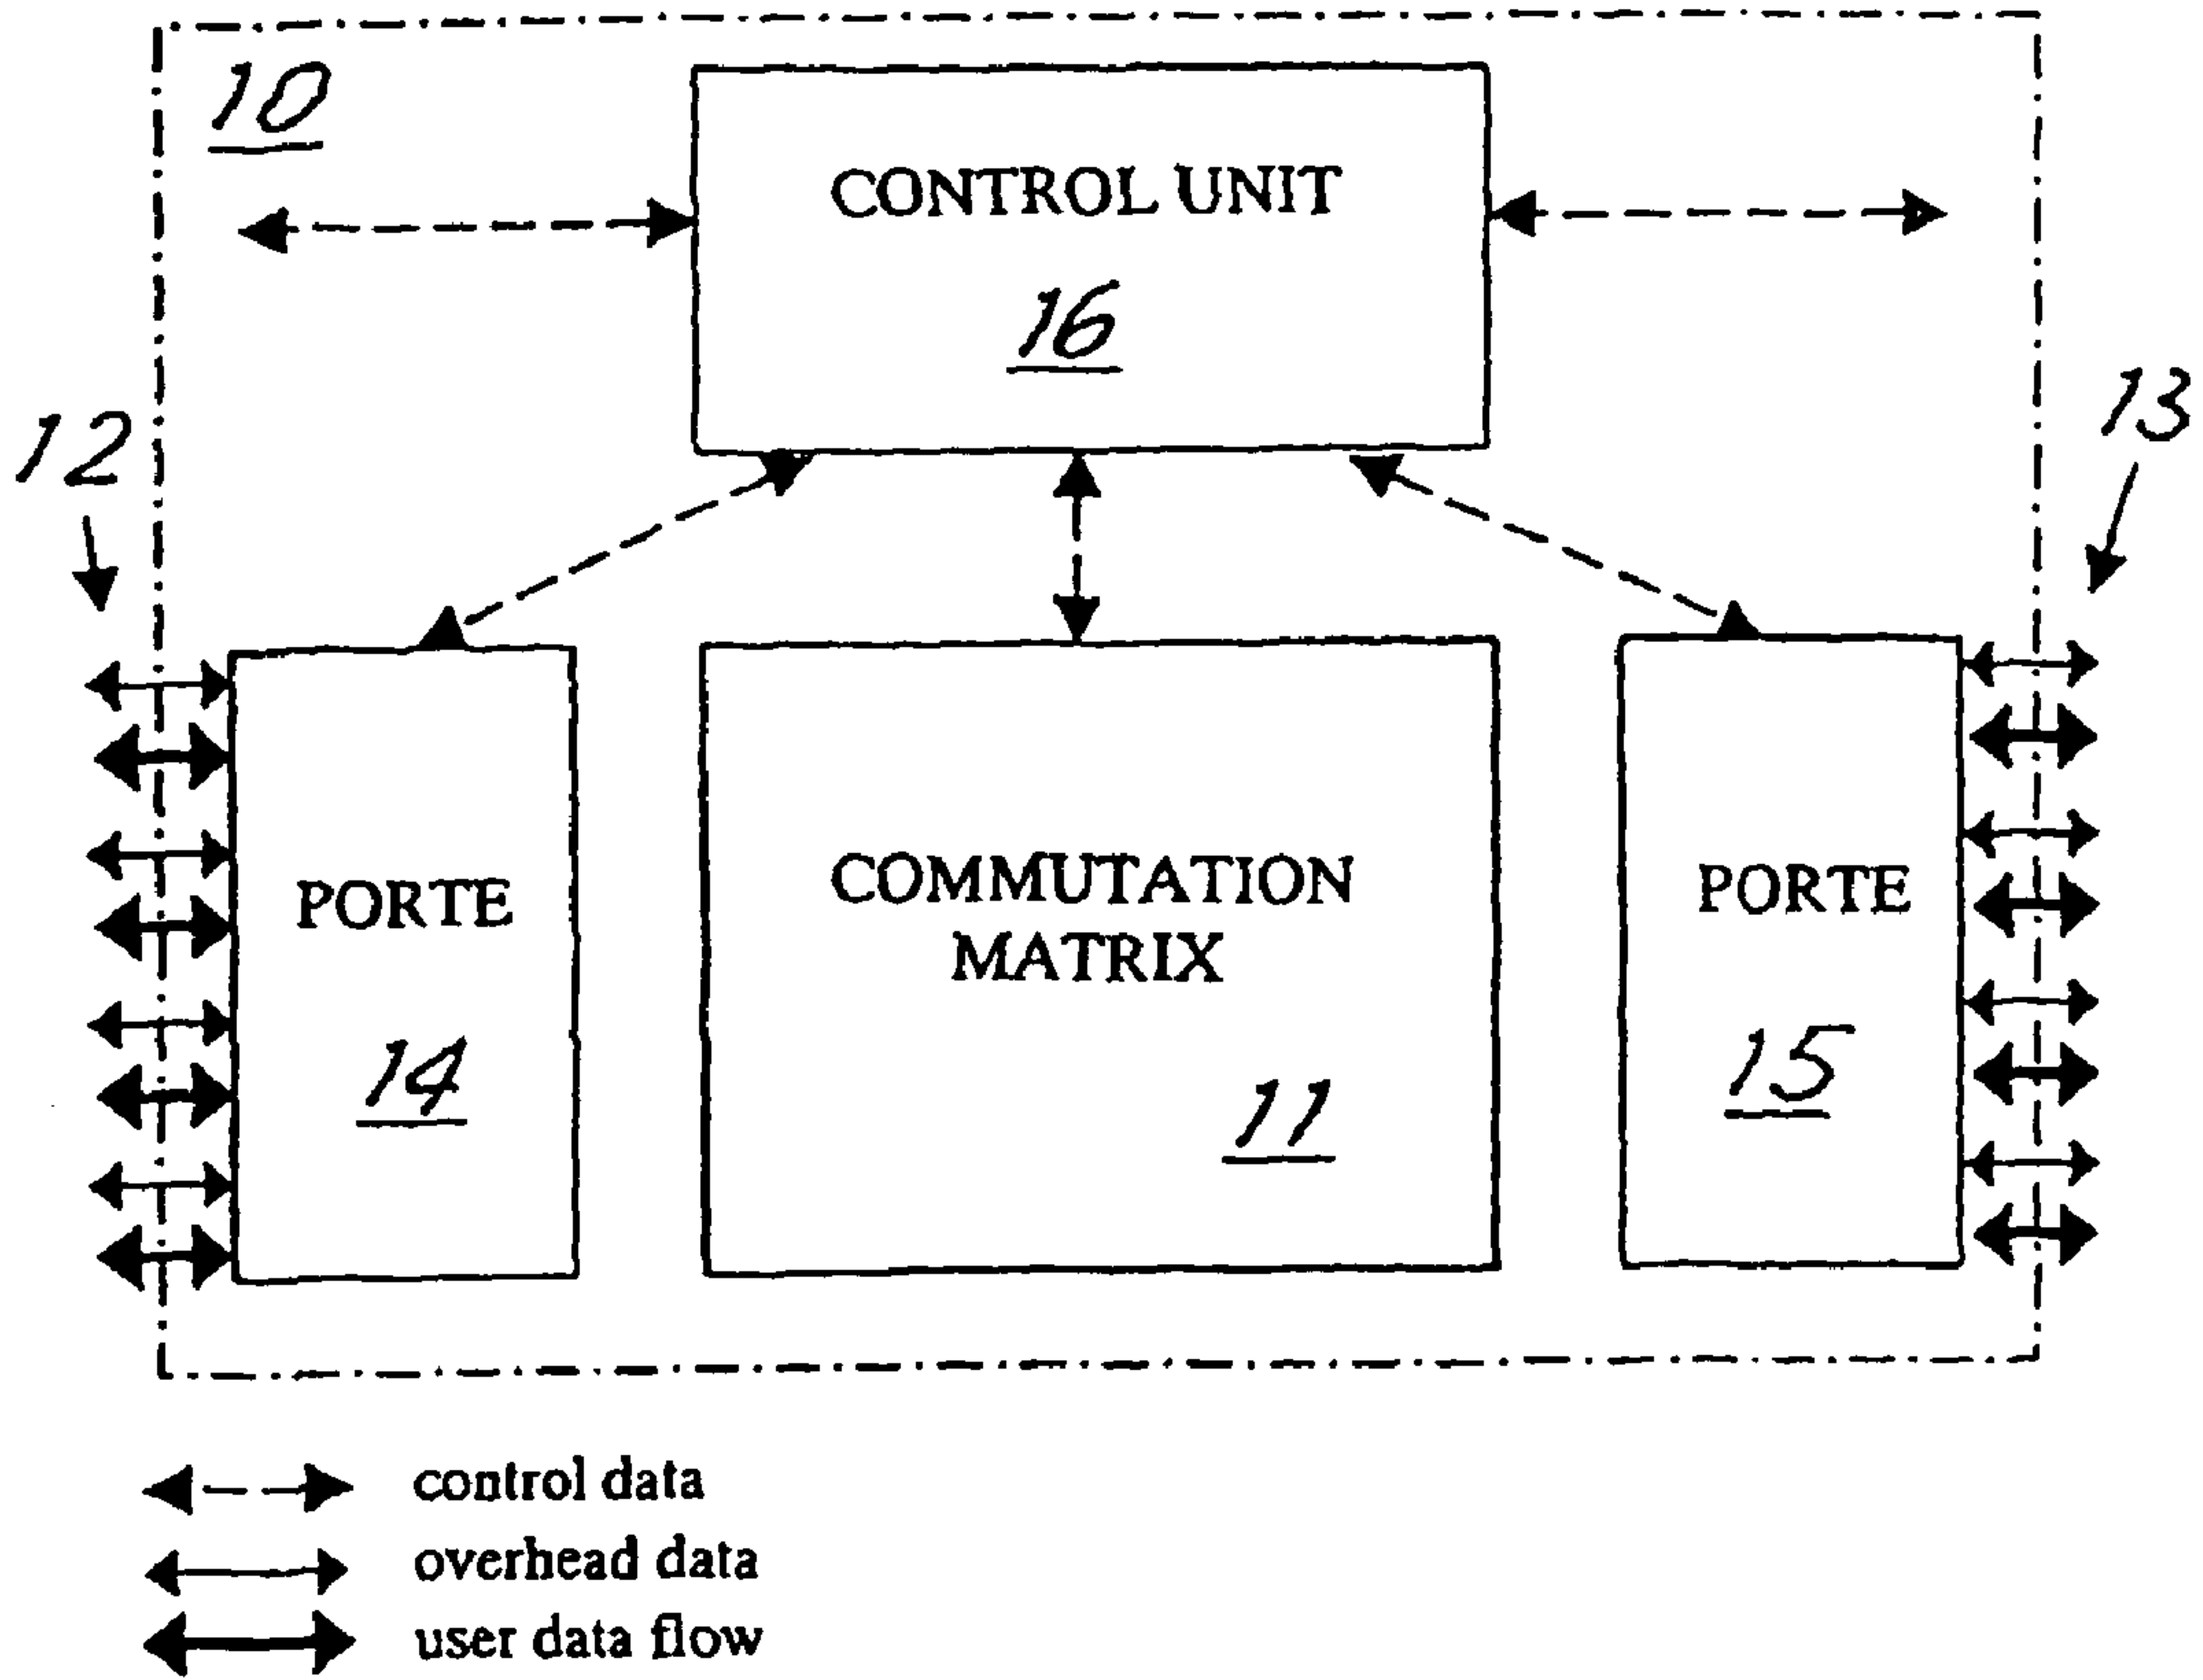 10
CONTROL UNIT
16
12
13
PORTE
14
COMMUTATION
MATRIX
11
PORTE
15
control data
overhead data
user data flow